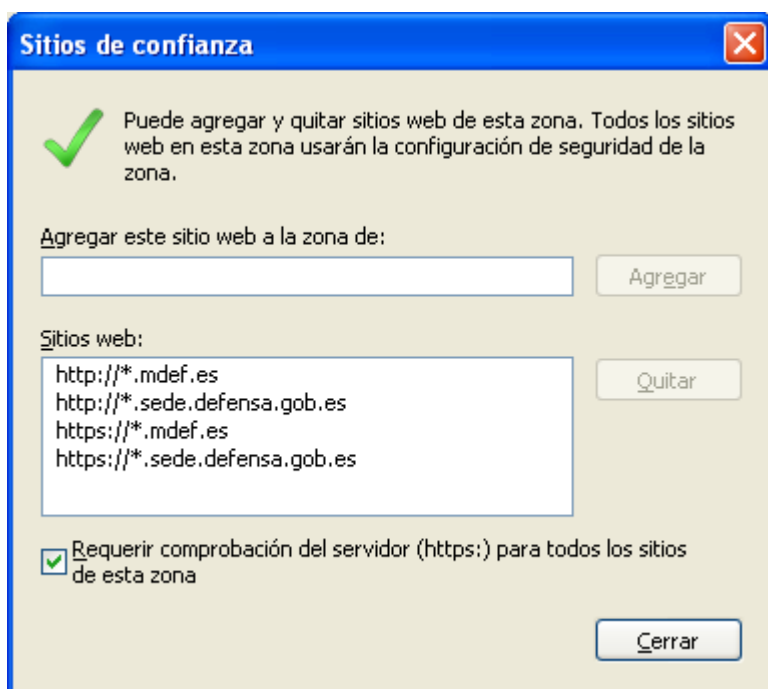 Sitios de confianza
Puede agregar y quitar sitios web de esta zona. Todos los sitios
web en esta zona usarán la configuración de seguridad de la
zona.
Agregar este sitio web a la zona de:
Agregar
Sitios web:
http://*.mdef.es
http://*.sede.defensa.gob.es
https://*.mdef.es
https://*.sede.defensa.gob.es
Quitar
Requerir comprobación del servidor (https:) para todos los sitios
de esta zona
Cerrar